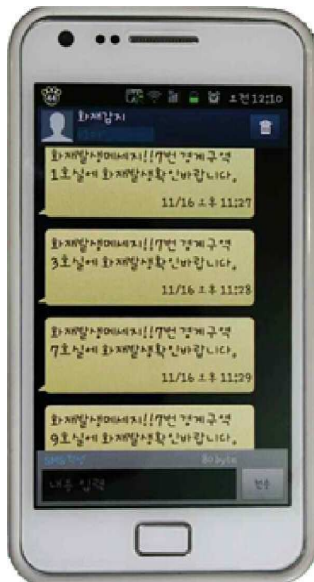 44
오전12:10
화재감지
화재발생메세지!!7번 경계구역
1호실에 화재발생확인바랍니다.
11/16 오후 11:27
화재발생메세지!!7번 경계구역
3호실에 화재발생확인바랍니다.
11/16 오후 11:28
화재발생메세지!!7번 경계구역
7호실에 화재발생확인바랍니다.
11/16 오후 11:29
화재발생메세지!!7번 경계구역
9호실에 화재발생확인바랍니다.
80byte
내용 입력
전송